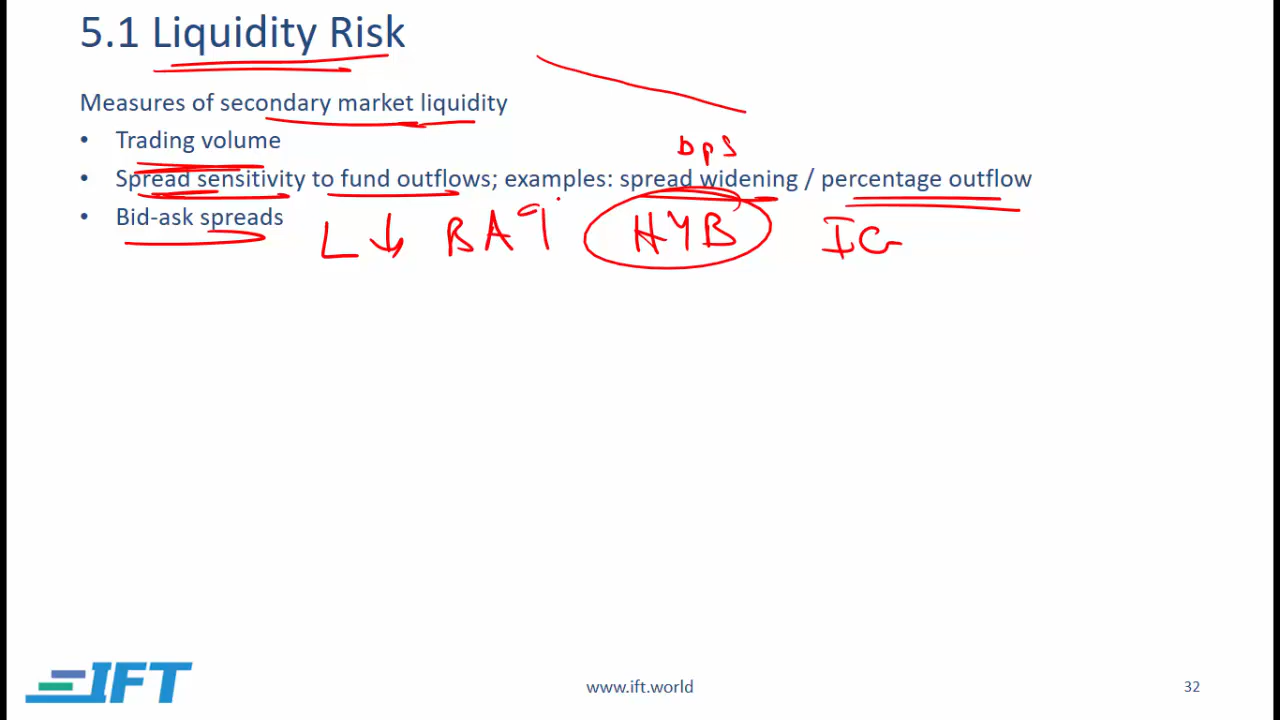 5.1 Liquidity Risk
Measures of secondary market liquidity
• Trading volume
bps
• Spread sensitivity to fund outflows; examples: spread widening / percentage outflow
• Bid-ask spreads
L ↓ BA ↑ HYB IG
IFT
www.ift.world
32